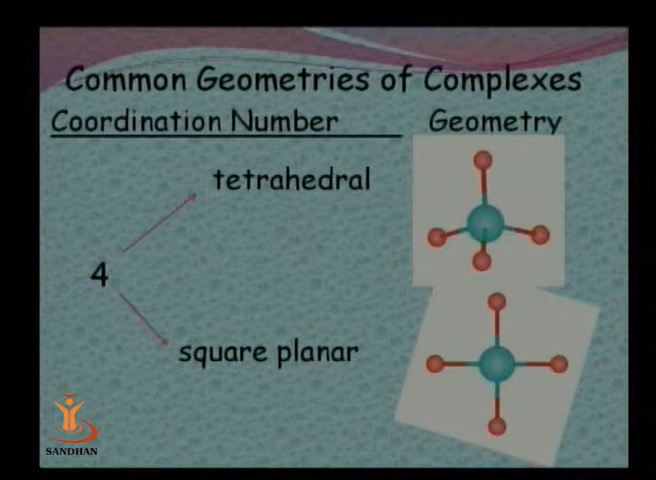 Common Geometries of Complexes
Coordination Number Geometry
tetrahedral
4
square planar
SANDHAN